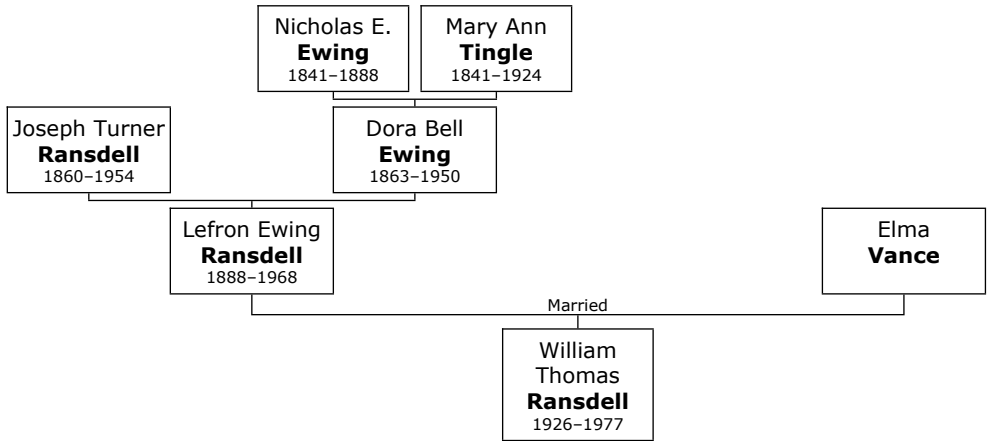 Nicholas E.
Ewing
1841–1888
Mary Ann
Tingle
1841–1924
Joseph Turner
Ransdell
1860–1954
Dora Bell
Ewing
1863–1950
Lefron Ewing
Ransdell
1888–1968
Elma
Vance
Married
William
Thomas
Ransdell
1926–1977